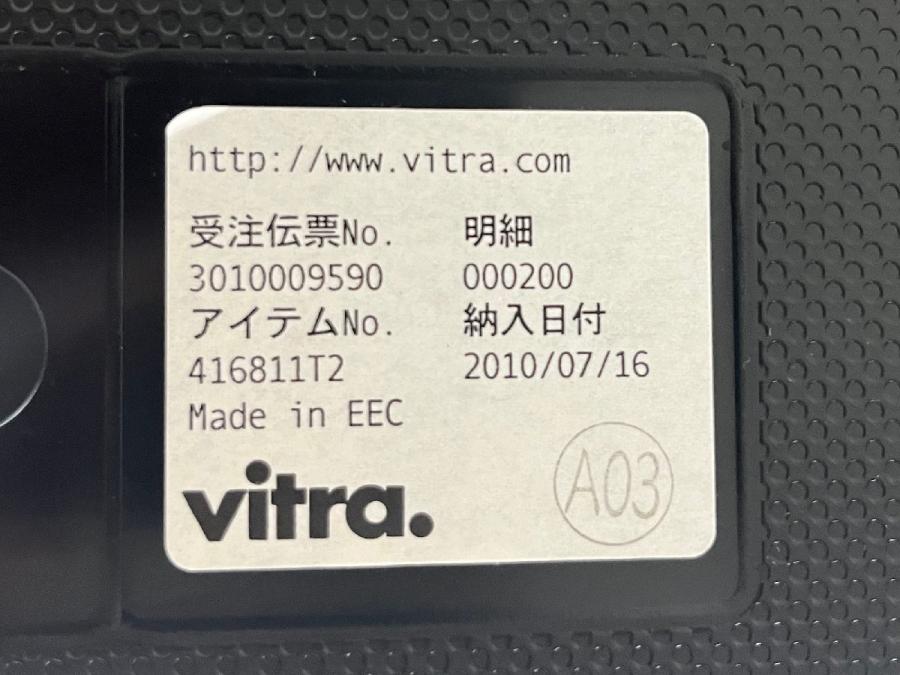 http://www.vitra.com
受注伝票No. 明細
3010009590 000200
アイテムNo. 納入日付
416811T2 2010/07/16
Made in EEC
vitra.
A03